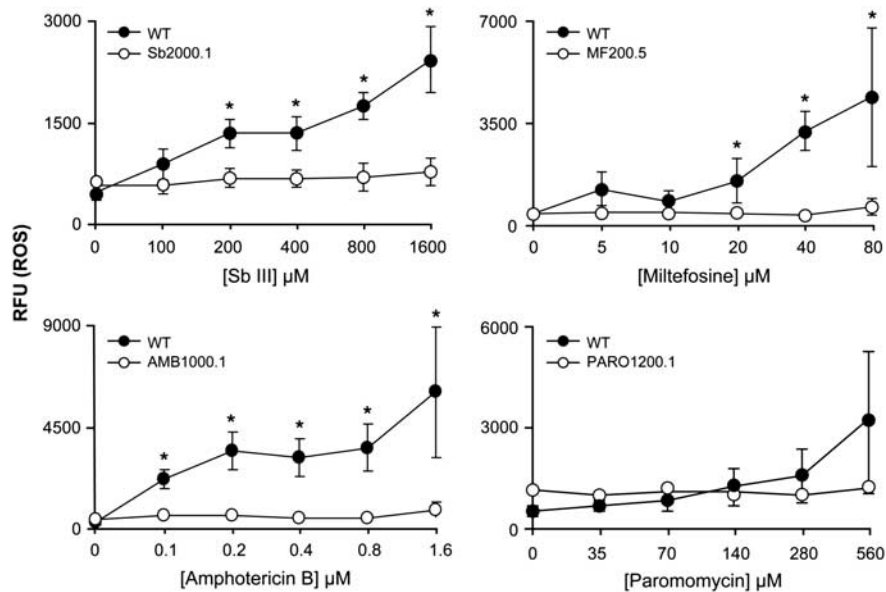 RFU (ROS)
3000
1500
0
WT
Sb2000.1
* * * *
0 100 200 400 800 1600
[Sb III] µM
7000
3500
0
WT
MF200.5
* * *
0 5 10 20 40 80
[Miltefosine] µM
9000
4500
0
WT
AMB1000.1
* * * * *
0 0.1 0.2 0.4 0.8 1.6
[Amphotericin B] µM
6000
3000
0
WT
PARO1200.1
0 35 70 140 280 560
[Paromomycin] µM